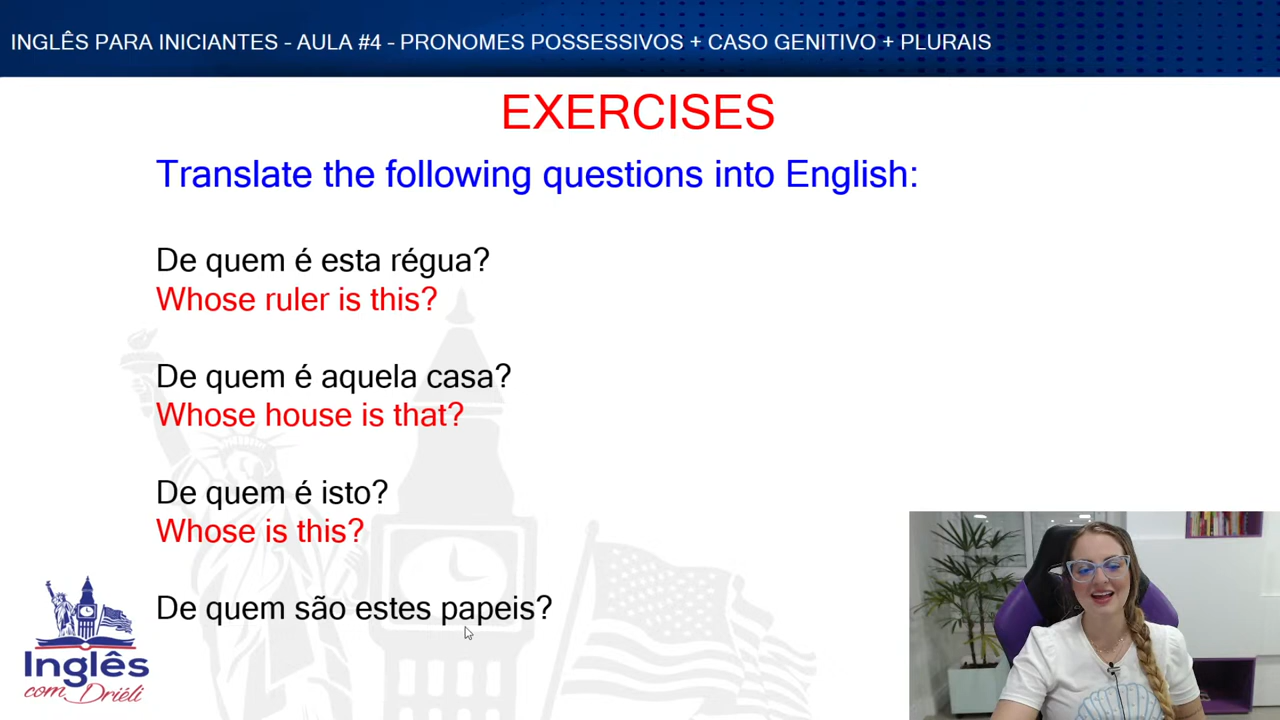 INGLÊS PARA INICIANTES - AULA #4 - PRONOMES POSSESSIVOS + CASO GENITIVO + PLURAIS
EXERCISES
Translate the following questions into English:
De quem é esta régua?
Whose ruler is this?
De quem é aquela casa?
Whose house is that?
De quem é isto?
Whose is this?
De quem são estes papeis?
Inglês
com Driéli